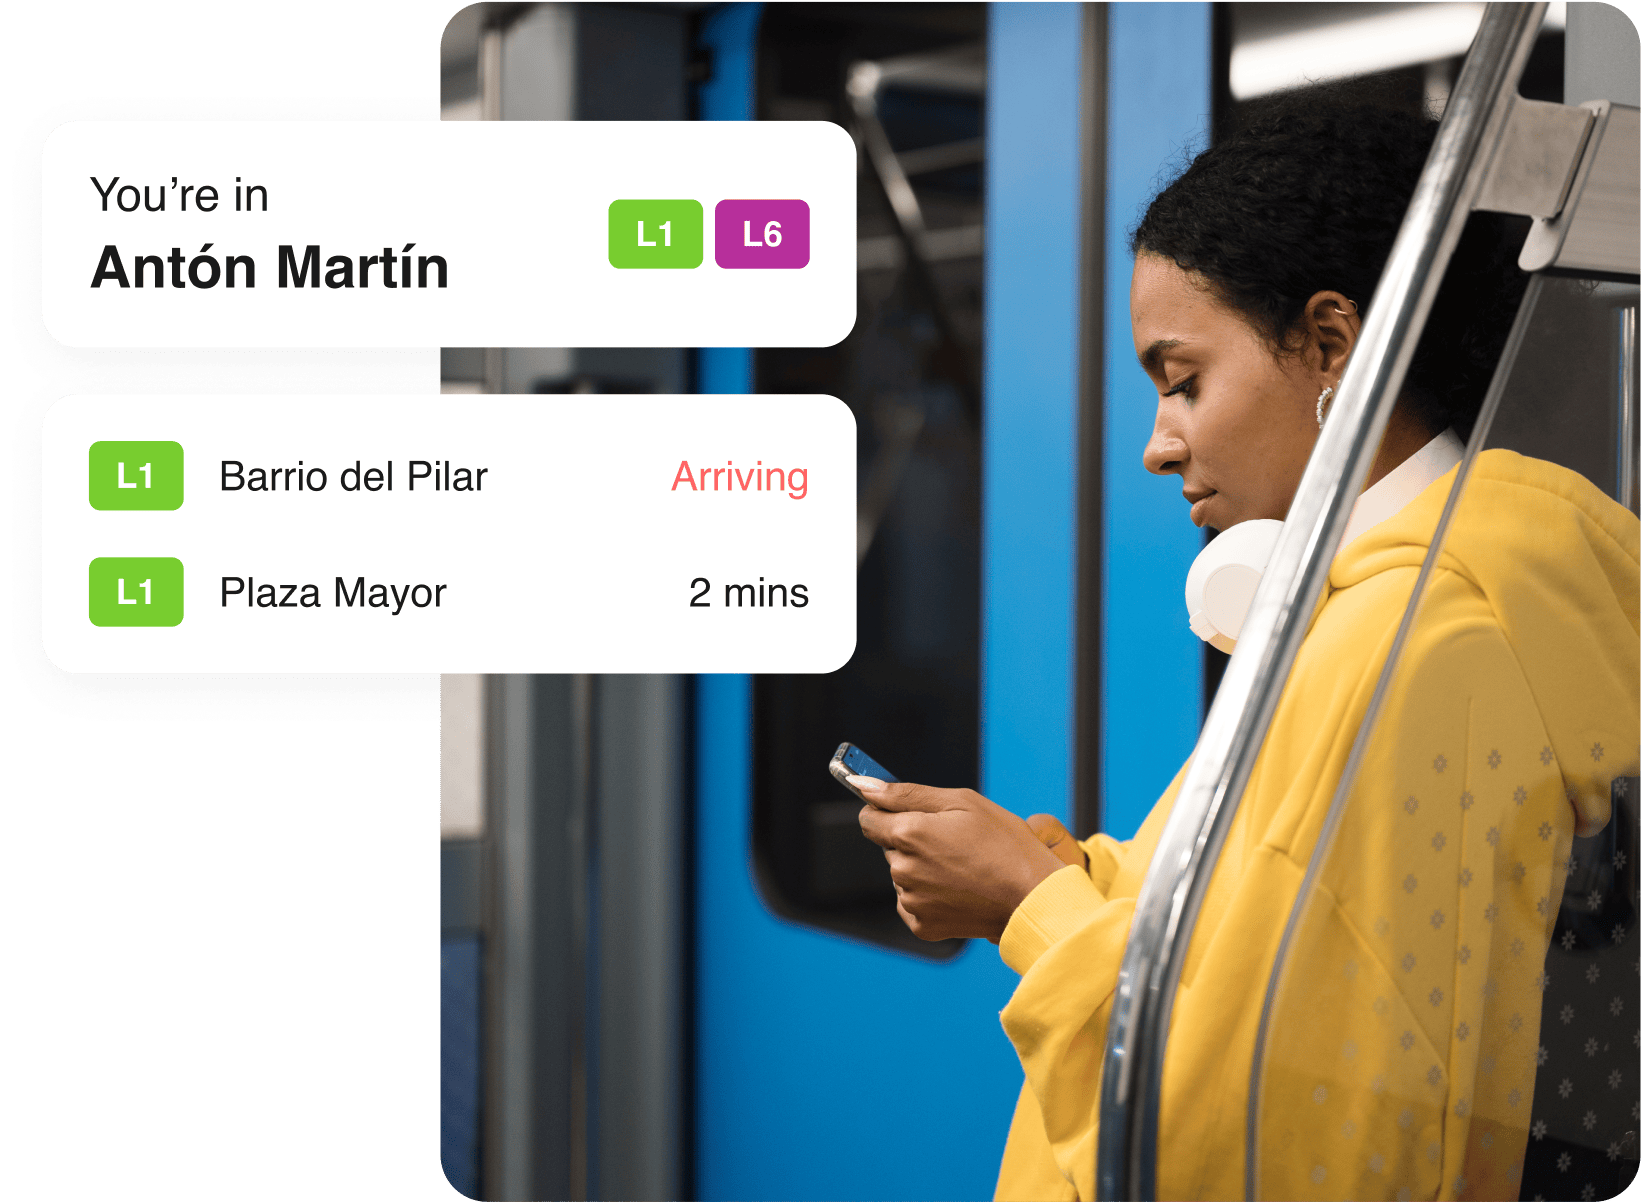 You’re in
Antón Martín
L1 L6
L1 Barrio del Pilar Arriving
L1 Plaza Mayor 2 mins